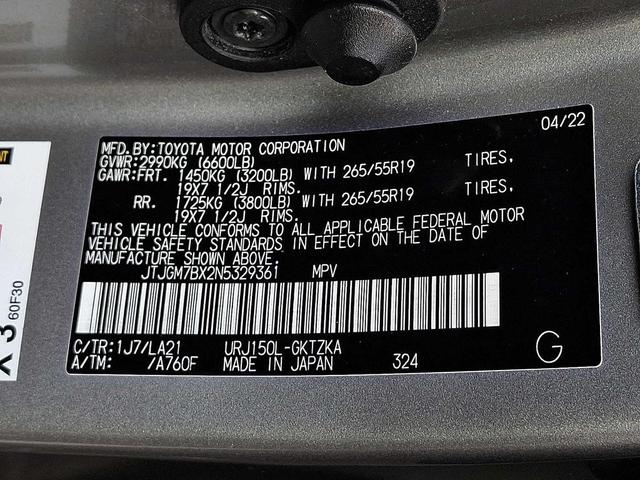 04/22
MFD.BY:TOYOTA MOTOR CORPORATION
GVWR:2990KG (6600LB)
GAWR:FRT. 1450KG (3200LB) WITH 265/55R19 TIRES,
19X7 1/2J RIMS.
RR. 1725KG (3800LB) WITH 265/55R19 TIRES,
19X7 1/2J RIMS.
THIS VEHICLE CONFORMS TO ALL APPLICABLE FEDERAL MOTOR
VEHICLE SAFETY STANDARDS IN EFFECT ON THE DATE OF
MANUFACTURE SHOWN ABOVE.
JTJGM7BX2N5329361 MPV
C/TR:1J7/LA21 URJ150L-GKTZKA
A/TM: /A760F MADE IN JAPAN 324
G
X 3
60F30